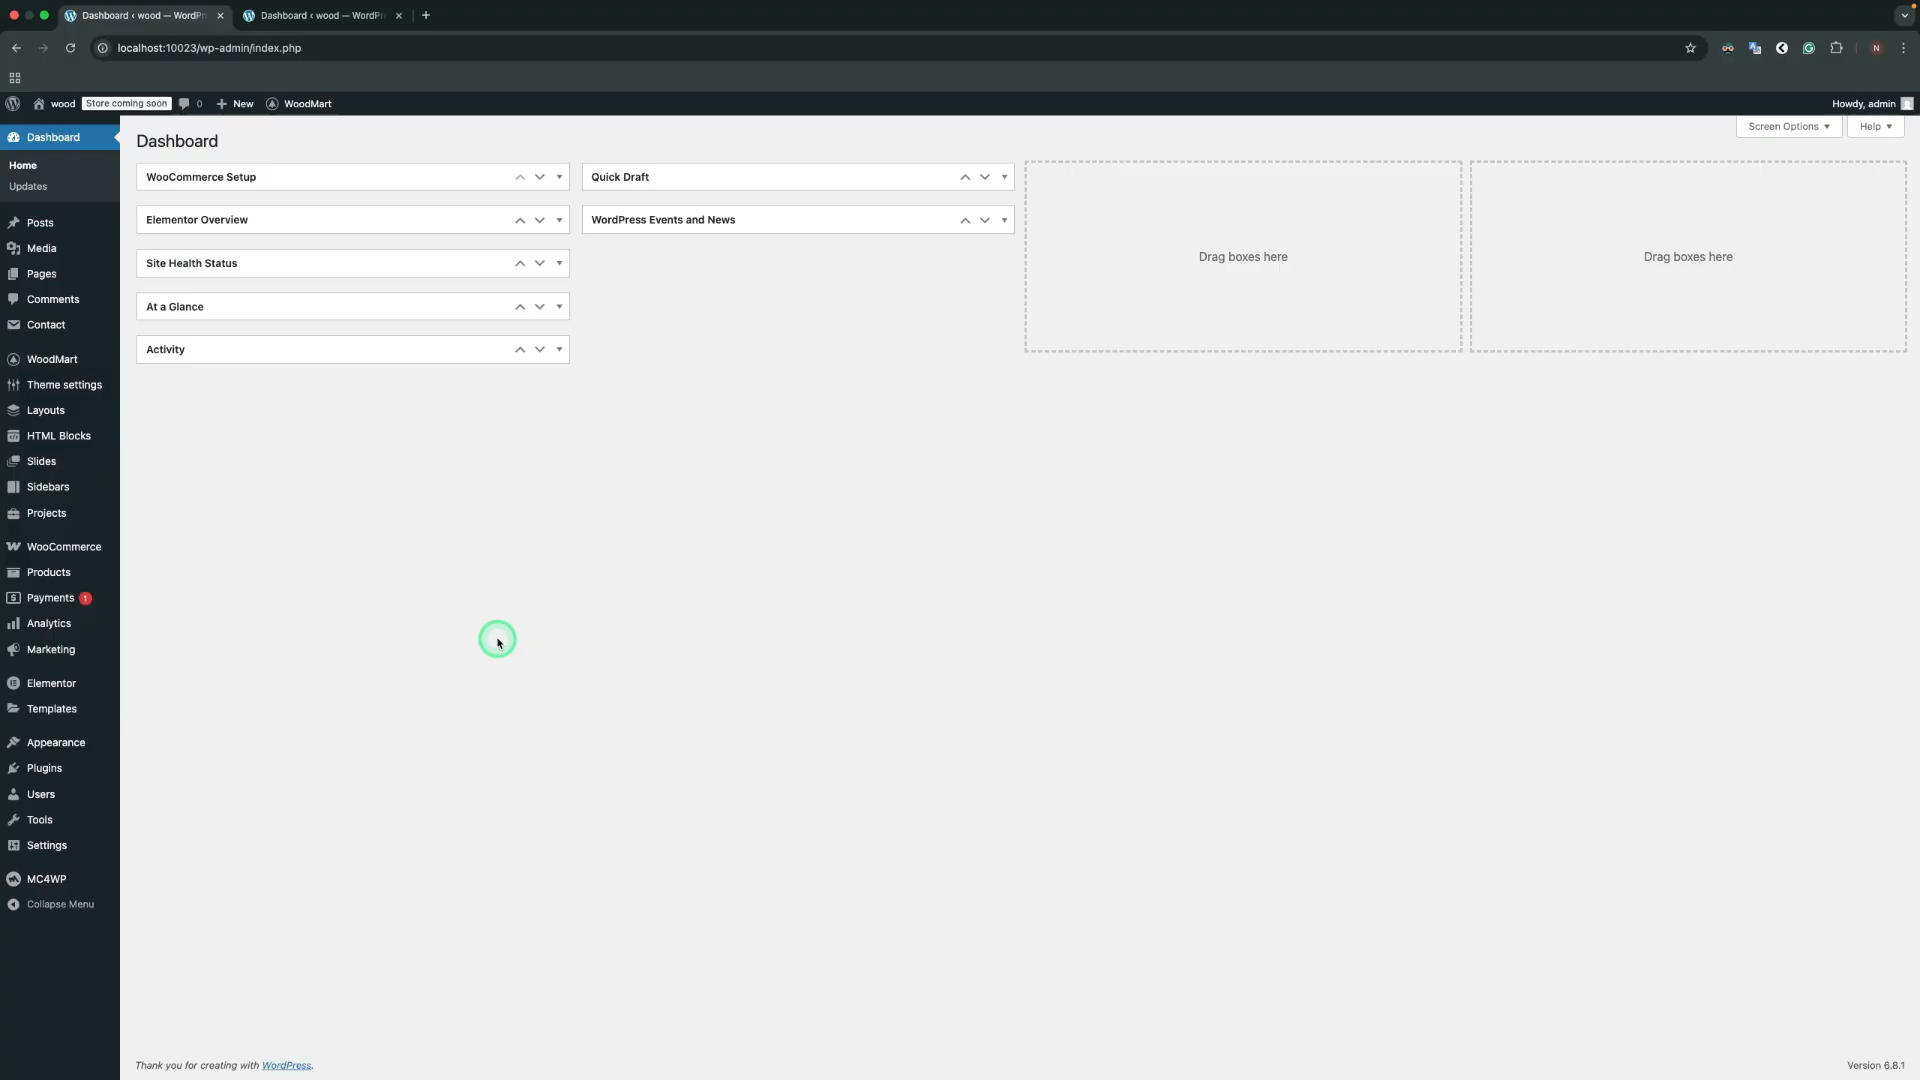 Dashboard ‹ wood — WordPr
Dashboard ‹ wood — WordPr
localhost:10023/wp-admin/index.php
N
wood
Store coming soon
0
New
WoodMart
Howdy, admin
Dashboard
Home
Updates
Posts
Media
Pages
Comments
Contact
WoodMart
Theme settings
Layouts
HTML Blocks
Slides
Sidebars
Projects
WooCommerce
Products
Payments 1
Analytics
Marketing
Elementor
Templates
Appearance
Plugins
Users
Tools
Settings
MC4WP
Collapse Menu
Screen Options
Help
Dashboard
WooCommerce Setup
Elementor Overview
Site Health Status
At a Glance
Activity
Quick Draft
WordPress Events and News
Drag boxes here
Drag boxes here
Thank you for creating with WordPress.
Version 6.8.1